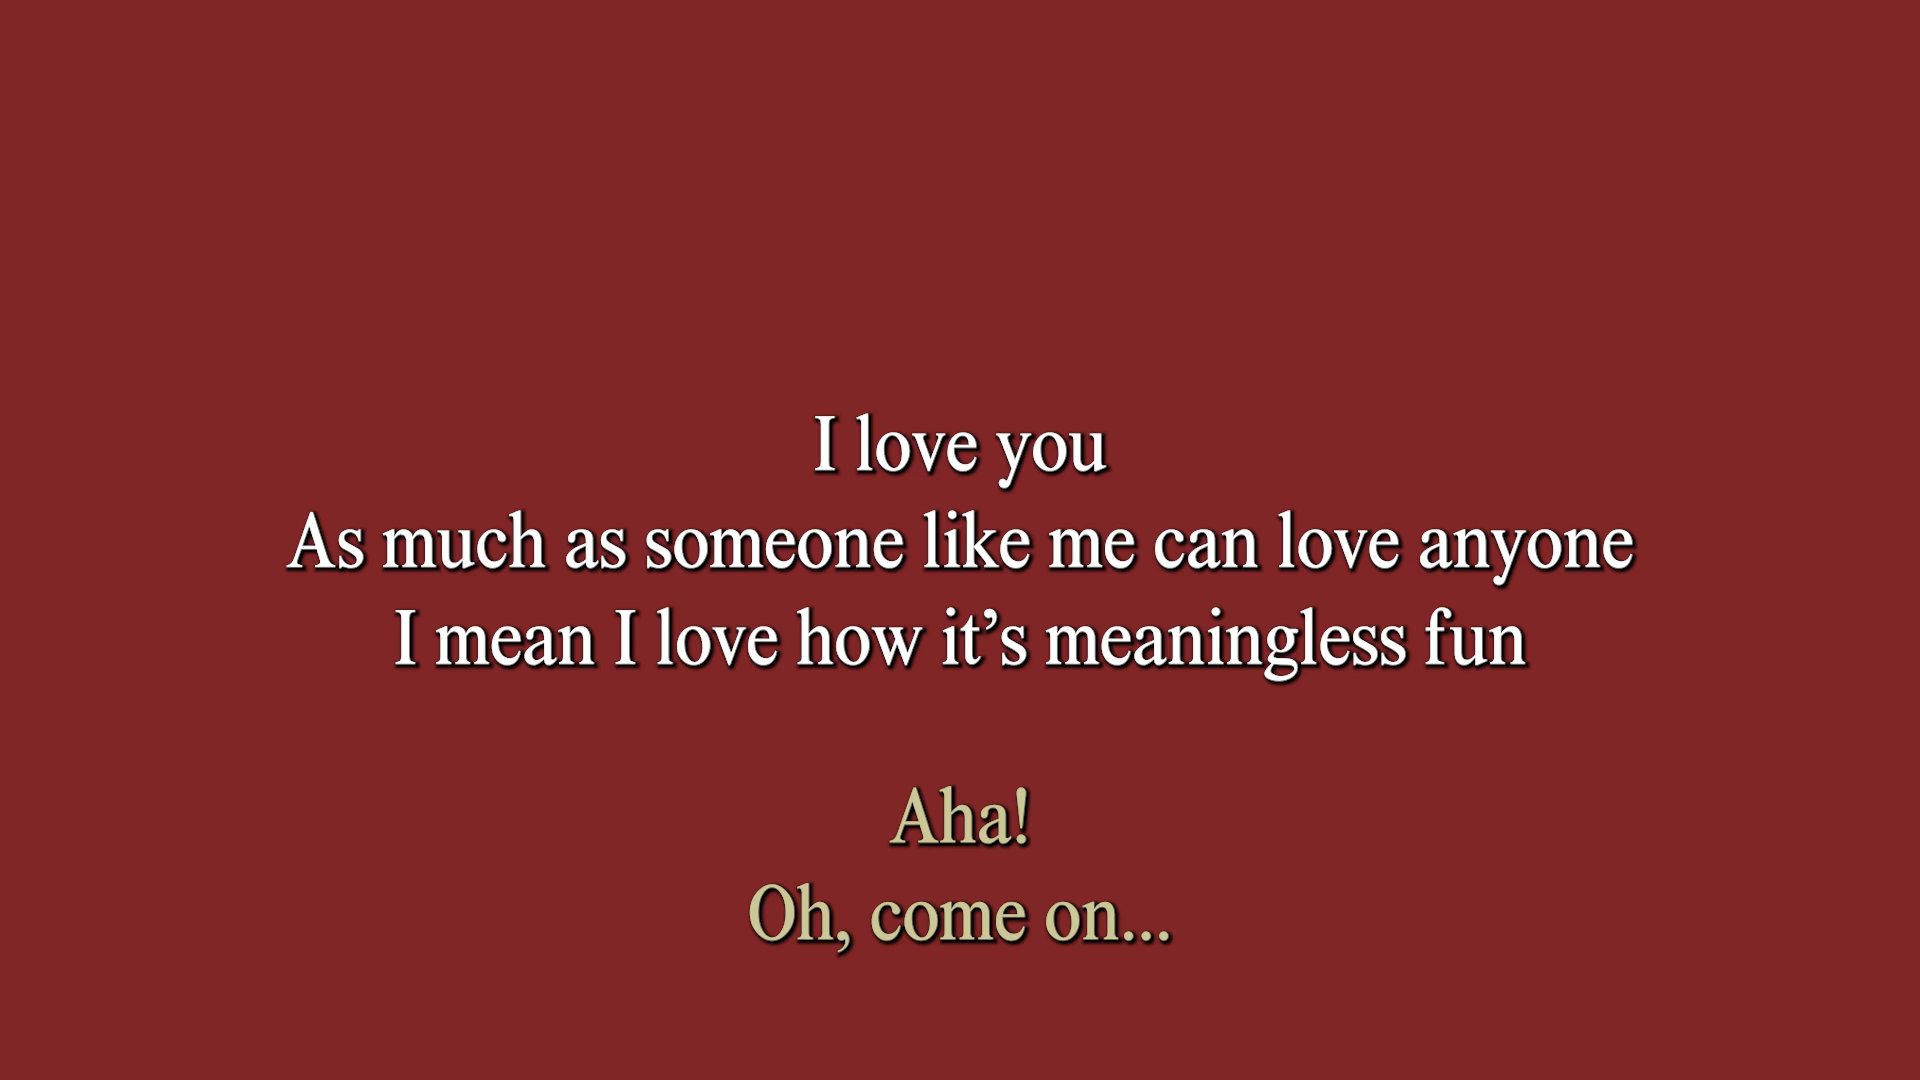 I love you
As much as someone like me can love anyone
I mean I love how it’s meaningless fun
Aha!
Oh, come on...